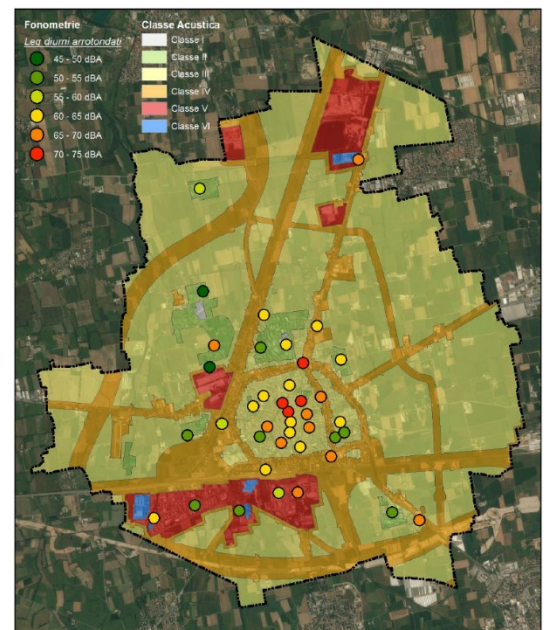 Fonometrie
Leq diurni arrotondati
45 - 50 dBA
50 - 55 dBA
55 - 60 dBA
60 - 65 dBA
65 - 70 dBA
70 - 75 dBA
Classe Acustica
Classe I
Classe II
Classe III
Classe IV
Classe V
Classe VI